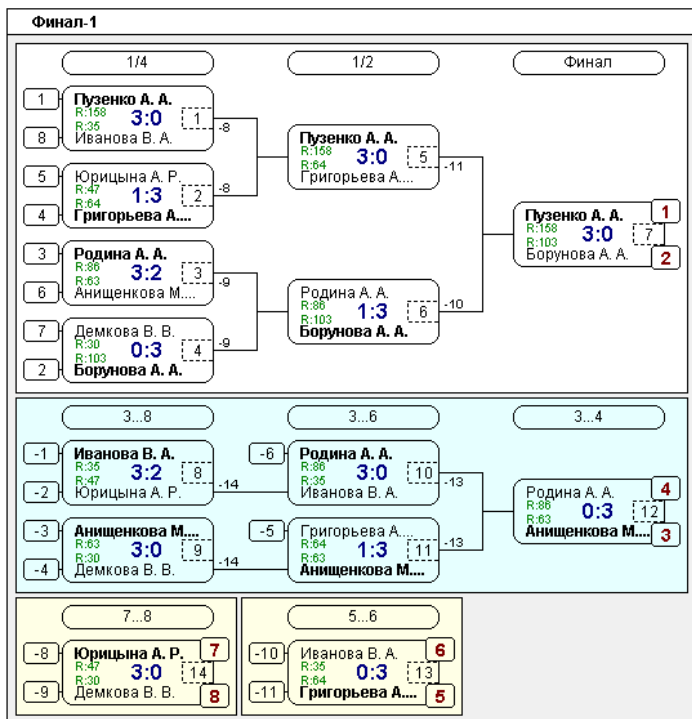 Финал-1
1/4
1/2
Финал
1
Пузенко А. А.
R:158
R:35
3:0
1
8
Иванова В. А.
-8
5
Юрицына А. Р.
R:47
R:64
1:3
2
4
Григорьева А....
-8
3
Родина А. А.
R:86
R:63
3:2
3
6
Анищенкова М....
-9
7
Демкова В. В.
R:30
R:103
0:3
4
2
Борунова А. А.
-9
Пузенко А. А.
R:158
R:64
3:0
5
Григорьева А....
-11
Родина А. А.
R:86
R:103
1:3
6
Борунова А. А.
-10
Пузенко А. А.
1
R:158
R:103
3:0
7
Борунова А. А.
2
3...8
3...6
3...4
-1
Иванова В. А.
R:35
R:47
3:2
8
-2
Юрицына А. Р.
-14
-3
Анищенкова М....
R:63
R:30
3:0
9
-4
Демкова В. В.
-14
-6
Родина А. А.
R:86
R:35
3:0
10
Иванова В. А.
-13
-5
Григорьева А....
R:64
R:63
1:3
11
Анищенкова М....
-13
Родина А. А.
4
R:86
R:63
0:3
12
Анищенкова М....
3
7...8
5...6
-8
Юрицына А. Р.
7
R:47
R:30
3:0
14
-9
Демкова В. В.
8
-10
Иванова В. А.
6
R:35
R:64
0:3
13
-11
Григорьева А....
5